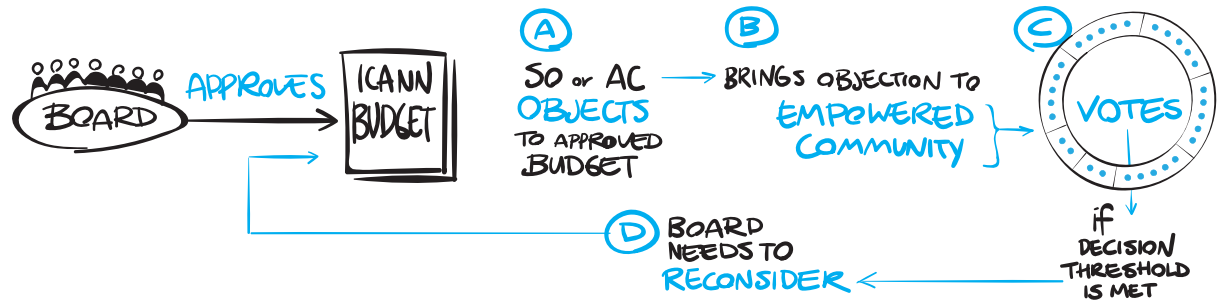 BOARD
APPROVES
ICANN
BUDGET
A
SO or AC
OBJECTS
TO APPROVED
BUDGET
B
BRINGS OBJECTION TO
EMPOWERED
COMMUNITY
C
VOTES
if
DECISION
THRESHOLD
IS MET
D
BOARD
NEEDS TO
RECONSIDER